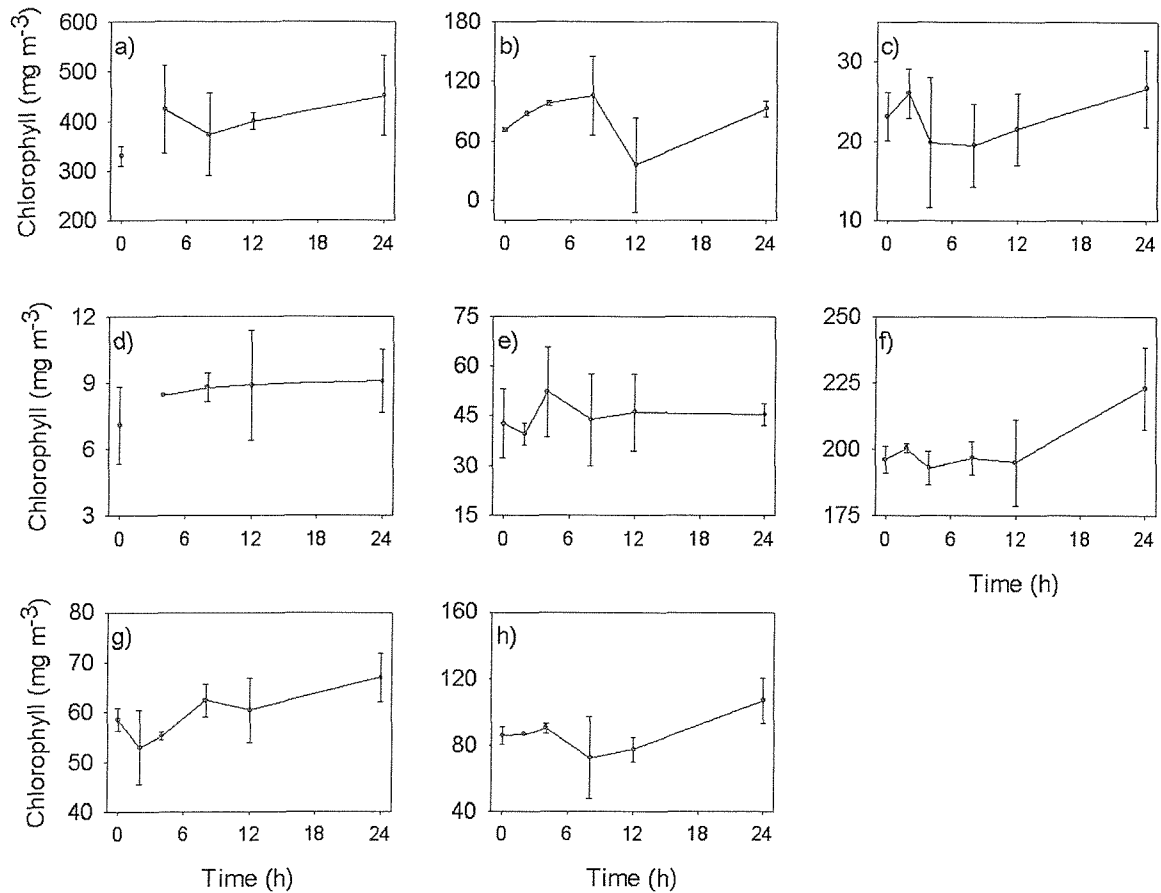 Chlorophyll (mg m-3)
600
500
400
300
200
a)
0 6 12 18 24
180
120
60
0
b)
0 6 12 18 24
30
20
10
c)
0 6 12 18 24
Chlorophyll (mg m-3)
12
9
6
3
d)
0 6 12 18 24
75
60
45
30
15
e)
0 6 12 18 24
250
225
200
175
f)
0 6 12 18 24
Time (h)
Chlorophyll (mg m-3)
80
70
60
50
40
g)
0 6 12 18 24
Time (h)
160
120
80
40
h)
0 6 12 18 24
Time (h)